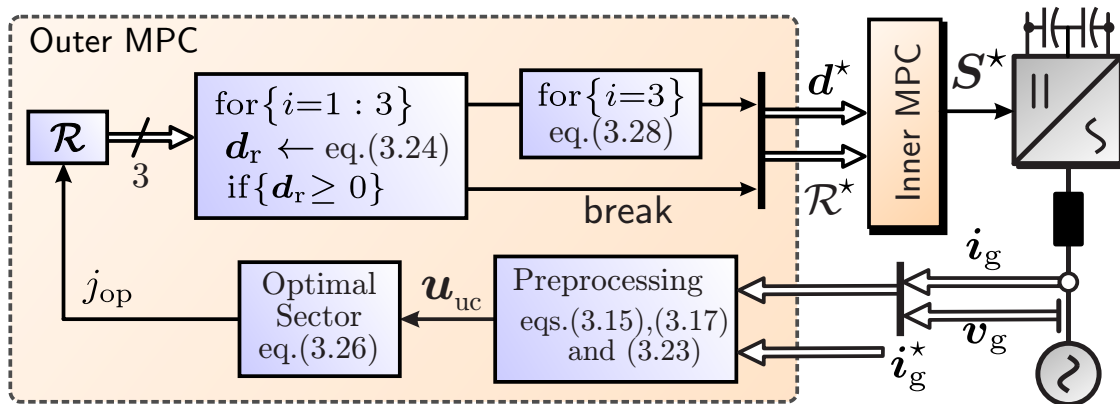 Outer MPC
𝓡
3
for{i=1 : 3}
d_r ← eq.(3.24)
if{d_r ≥ 0}
for{i=3}
eq.(3.28)
break
d*
ℛ*
Inner MPC
S*
j_op
Optimal
Sector
eq.(3.26)
u_uc
Preprocessing
eqs.(3.15),(3.17)
and (3.23)
i_g
v_g
i_g*